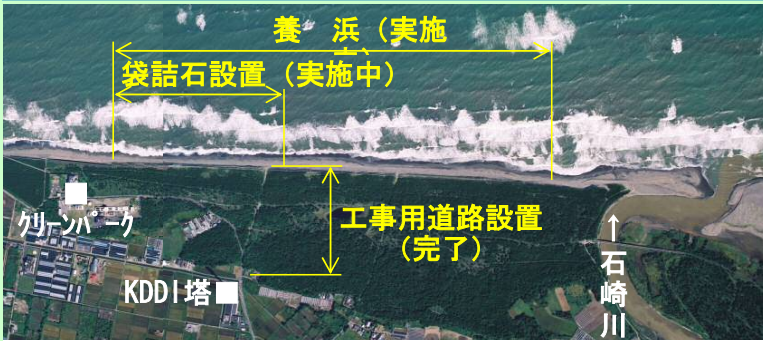 養 浜（実施
袋詰石設置（実施中）
クリーンパーク
工事用道路設置
（完了）
KDDI塔
↑石崎川